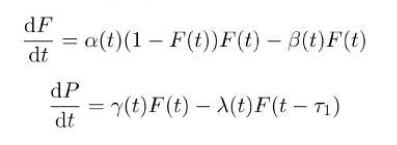 dF/dt = α(t)(1 − F(t))F(t) − β(t)F(t)
dP/dt = γ(t)F(t) − λ(t)F(t − τ₁)